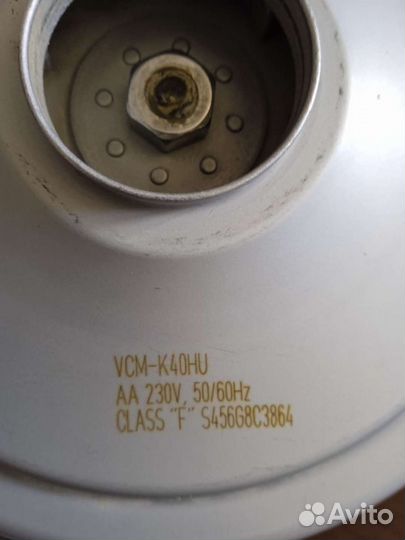 VCM-K40HU
AA 230V, 50/60Hz
CLASS "F" S456G8C3864
Avito